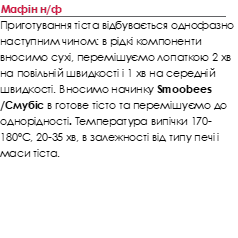 Мафін н/ф
Приготування тіста відбувається однофазно
наступним чином: в рідкі компоненти
вносимо сухі, перемішуємо лопаткою 2 хв
на повільній швидкості і 1 хв на середній
швидкості. Вносимо начинку Smoobees
/Смубіс в готове тісто та перемішуємо до
однорідності. Температура випічки 170-
180°С, 20-35 хв, в залежності від типу печі і
маси тіста.